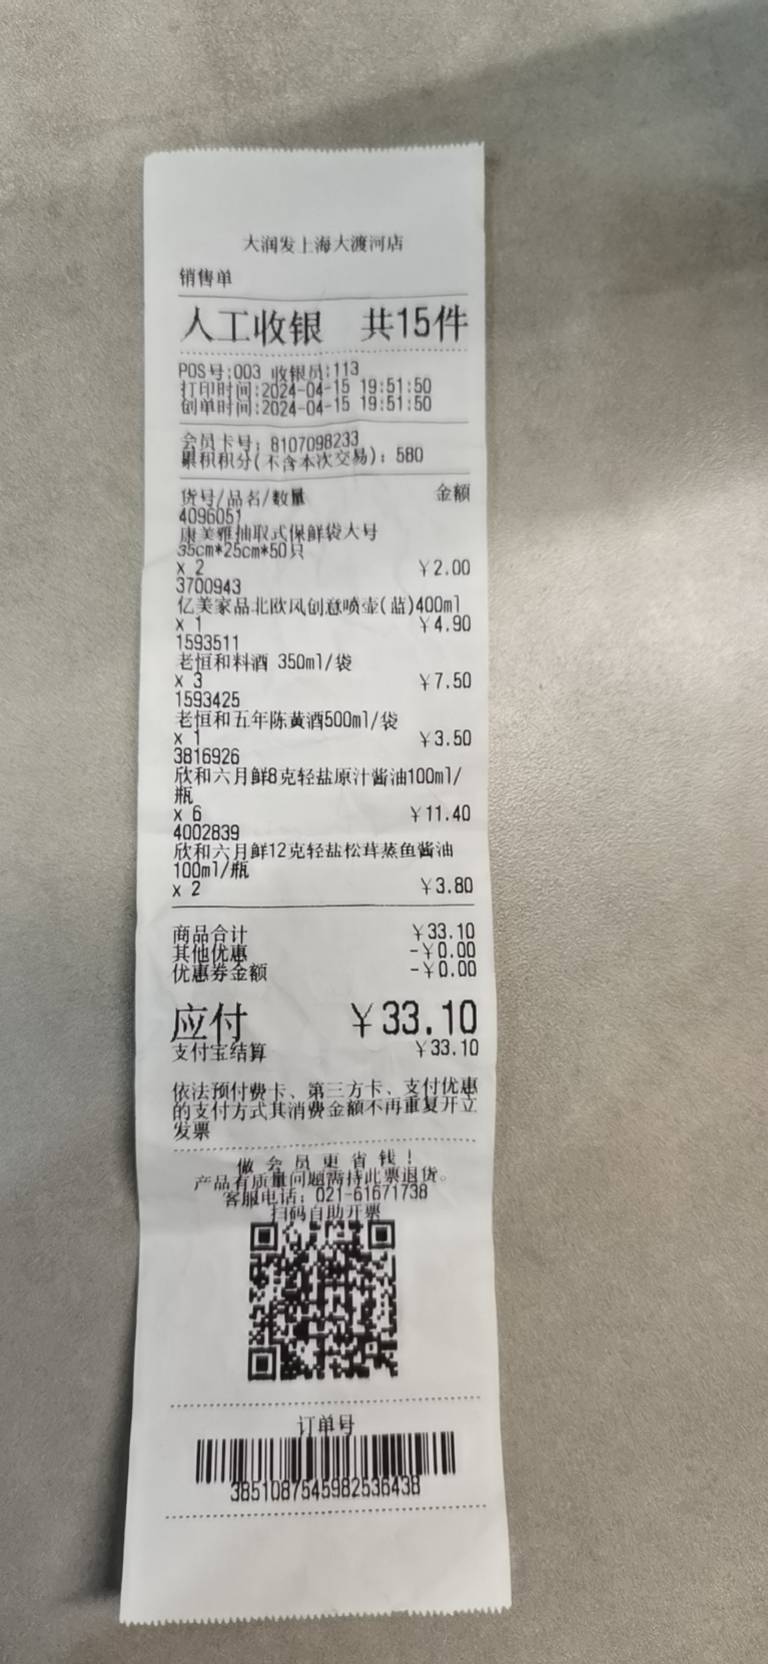 大润发上海大渡河店
销售单
人工收银 共15件
POS号:003 收银员:113
打印时间:2024-04-15 19:51:50
创单时间:2024-04-15 19:51:50
会员卡号: 8107098233
累积积分(不含本次交易): 580
货号/品名/数量 金额
4096051
康美雅抽取式保鲜袋大号
35cm*25cm*50只
x 2 ￥2.00
3700943
亿美家品北欧风创意喷壶(蓝)400ml
x 1 ￥4.90
1593511
老恒和料酒 350ml/袋
x 3 ￥7.50
1593425
老恒和五年陈黄酒500ml/袋
x 1 ￥3.50
3816926
欣和六月鲜8克轻盐原汁酱油100ml/
瓶
x 6 ￥11.40
4002839
欣和六月鲜12克轻盐松茸蒸鱼酱油
100ml/瓶
x 2 ￥3.80
商品合计 ￥33.10
其他优惠 -￥0.00
优惠券金额 -￥0.00
应付 ￥33.10
支付宝结算 ￥33.10
依法预付费卡、第三方卡、支付优惠
的支付方式其消费金额不再重复开立
发票
做 会 员 更 省 钱 !
产品有质量问题需持此票退货。
客服电话: 021-61671738
扫码自助开票
订单号
3851087545982536438